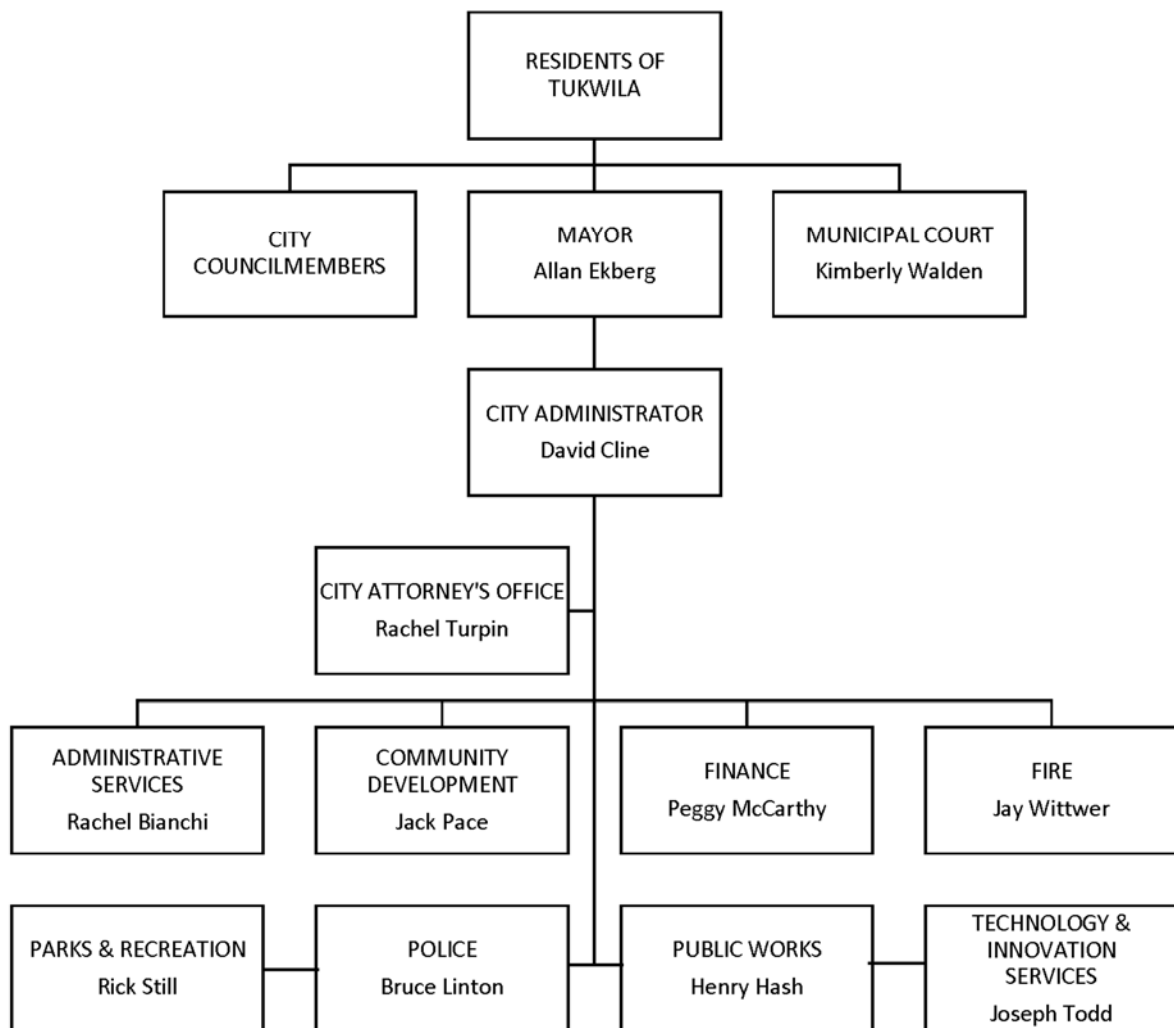 RESIDENTS OF
TUKWILA
CITY
COUNCILMEMBERS
MAYOR
Allan Ekberg
MUNICIPAL COURT
Kimberly Walden
CITY ADMINISTRATOR
David Cline
CITY ATTORNEY'S OFFICE
Rachel Turpin
ADMINISTRATIVE
SERVICES
Rachel Bianchi
COMMUNITY
DEVELOPMENT
Jack Pace
FINANCE
Peggy McCarthy
FIRE
Jay Wittwer
PARKS & RECREATION
Rick Still
POLICE
Bruce Linton
PUBLIC WORKS
Henry Hash
TECHNOLOGY &
INNOVATION
SERVICES
Joseph Todd